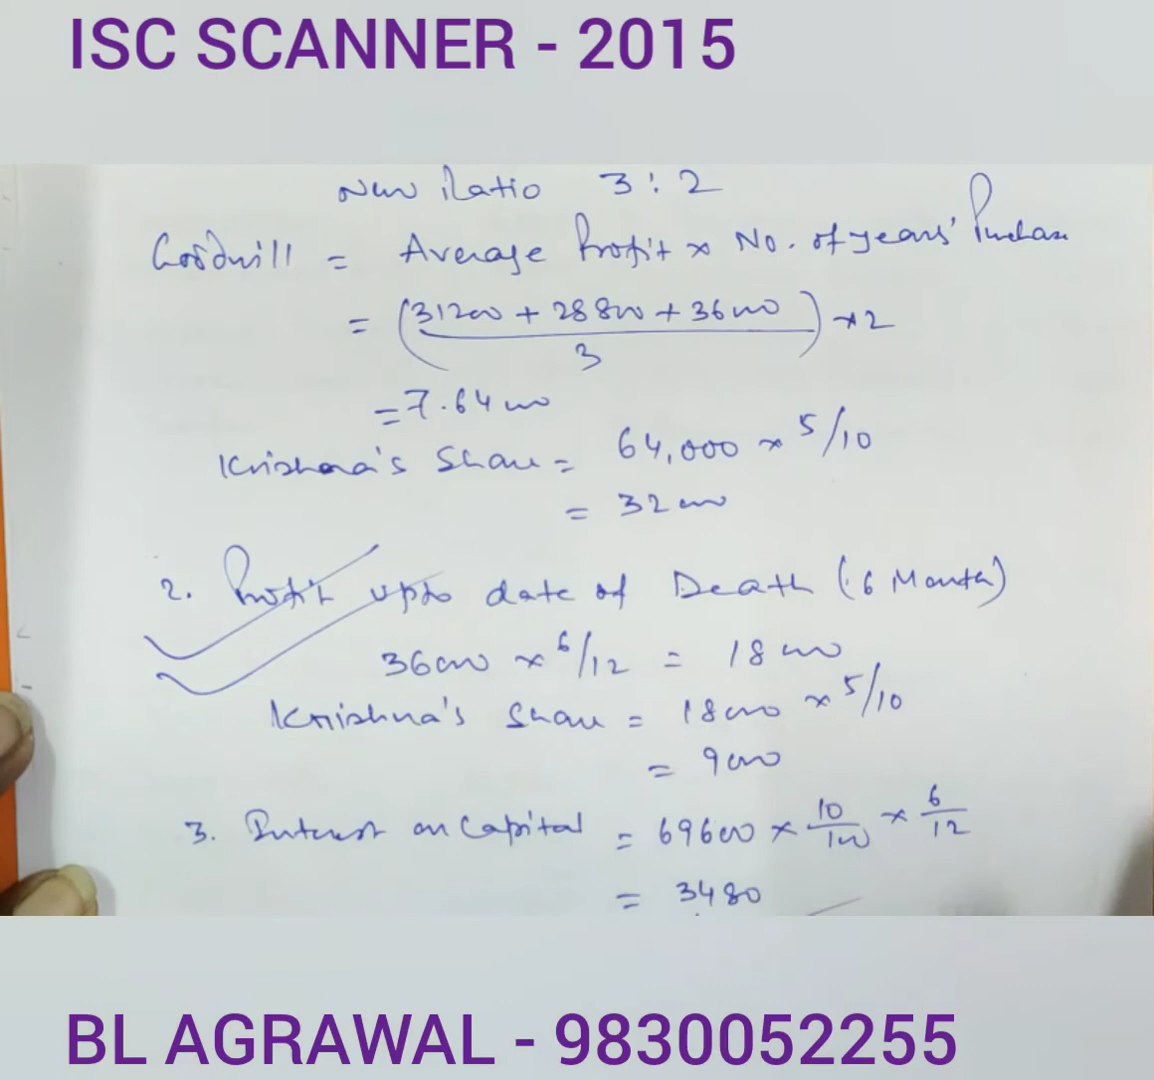 ISC SCANNER - 2015
New Ratio 3 : 2
Goodwill = Average Profit × No. of years' Purchase
= (31200 + 28800 + 36000) × 2
3
= 7.64000
Krishna's Share = 64,000 × 5/10
= 32000
2. Profit upto date of Death (6 Month)
36000 × 6/12 = 18000
Krishna's Share = 18000 × 5/10
= 9000
3. Interest on Capital = 69600 × 10/100 × 6/12
= 3480
BL AGRAWAL - 9830052255